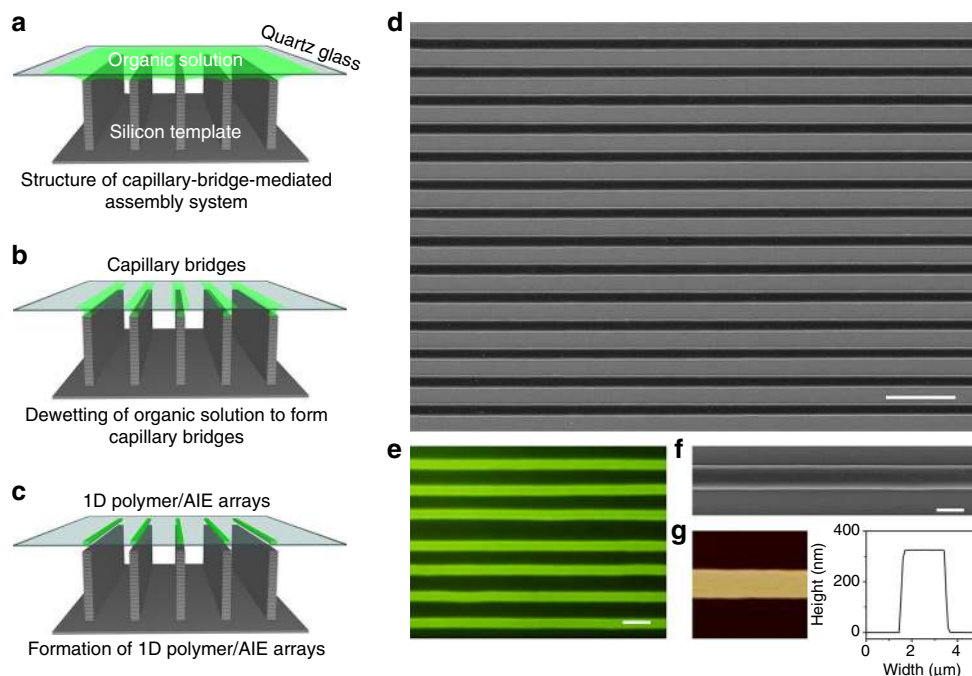 a
Quartz glass
Organic solution
Silicon template
Structure of capillary-bridge-mediated
assembly system
b
Capillary bridges
Dewetting of organic solution to form
capillary bridges
c
1D polymer/AIE arrays
Formation of 1D polymer/AIE arrays
d
e
f
g
Height (nm)
400
200
0
2
4
Width (μm)